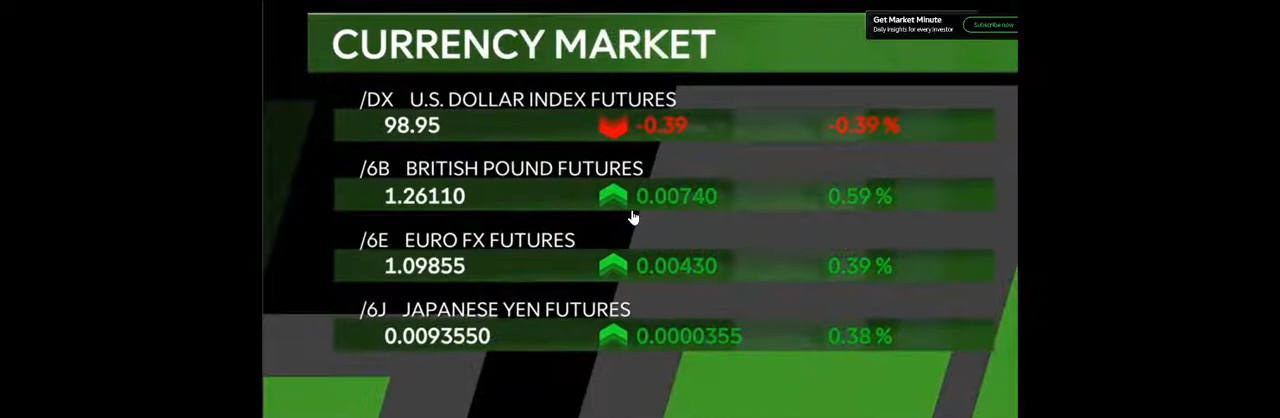 Get Market Minute
Daily insights for every investor
Subscribe now
CURRENCY MARKET
/DX U.S. DOLLAR INDEX FUTURES
98.95 -0.39 -0.39%
/6B BRITISH POUND FUTURES
1.26110 0.00740 0.59%
/6E EURO FX FUTURES
1.09855 0.00430 0.39%
/6J JAPANESE YEN FUTURES
0.0093550 0.0000355 0.38%